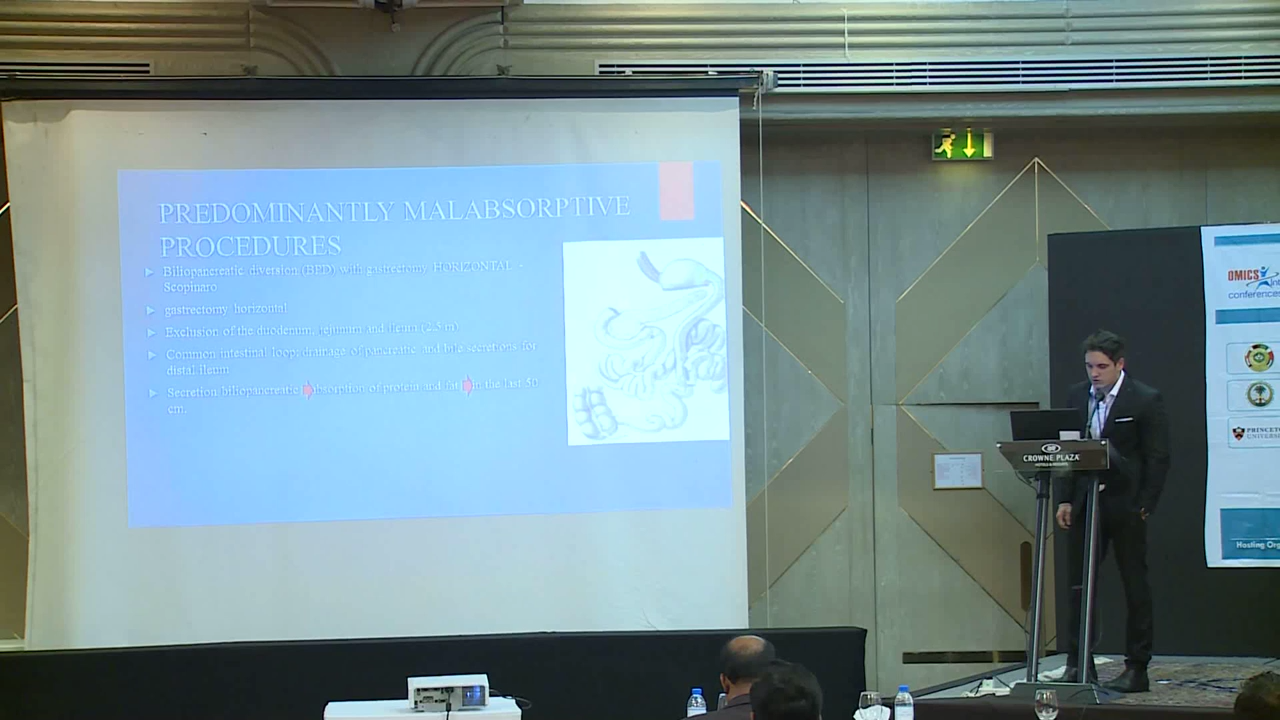 PREDOMINANTLY MALABSORPTIVE
PROCEDURES
Biliopancreatic diversion (BPD) with gastrectomy HORIZONTAL -
Scopinaro
gastrectomy horizontal
Exclusion of the duodenum, jejunum and ileum (2.5 m)
Common intestinal loop: drainage of pancreatic and bile secretions for
distal ileum
Secretion biliopancreatic absorption of protein and fat in the last 50
cm.
CROWNE PLAZA
OMICS
conferences
Hosting